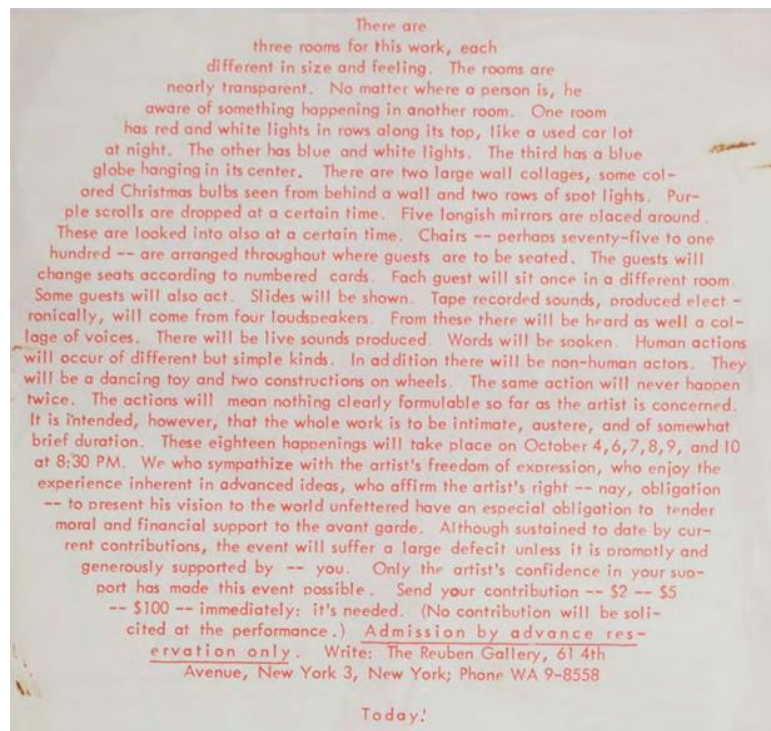 There are
three rooms for this work, each
different in size and feeling. The rooms are
nearly transparent. No matter where a person is, he
aware of something happening in another room. One room
has red and white lights in rows along its top, like a used car lot
at night. The other has blue and white lights. The third has a blue
globe hanging in its center. There are two large wall collages, some col-
ored Christmas bulbs seen from behind a wall and two rows of spot lights. Pur-
ple scrolls are dropped at a certain time. Five longish mirrors are placed around.
These are looked into also at a certain time. Chairs -- perhaps seventy-five to one
hundred -- are arranged throughout where guests are to be seated. The guests will
change seats according to numbered cards. Each guest will sit once in a different room.
Some guests will also act. Slides will be shown. Tape recorded sounds, produced elect -
ronically, will come from four loudspeakers. From these there will be heard as well a col-
lage of voices. There will be live sounds produced. Words will be spoken. Human actions
will occur of different but simple kinds. In addition there will be non-human actors. They
will be a dancing toy and two constructions on wheels. The same action will never happen
twice. The actions will mean nothing clearly formulable so far as the artist is concerned.
It is intended, however, that the whole work is to be intimate, austere, and of somewhat
brief duration. These eighteen happenings will take place on October 4,6,7,8,9, and 10
at 8:30 PM. We who sympathize with the artist's freedom of expression, who enjoy the
experience inherent in advanced ideas, who affirm the artist's right -- nay, obligation
-- to present his vision to the world unfettered have an especial obligation to tender
moral and financial support to the avant garde. Although sustained to date by cur-
rent contributions, the event will suffer a large defecit unless it is promptly and
generously supported by -- you. Only the artist's confidence in your sup-
port has made this event possible. Send your contribution -- $2 -- $5
-- $100 -- immediately: it's needed. (No contribution will be soli-
cited at the performance.) Admission by advance res-
ervation only. Write: The Reuben Gallery, 61 4th
Avenue, New York 3, New York; Phone WA 9-8558
Today!